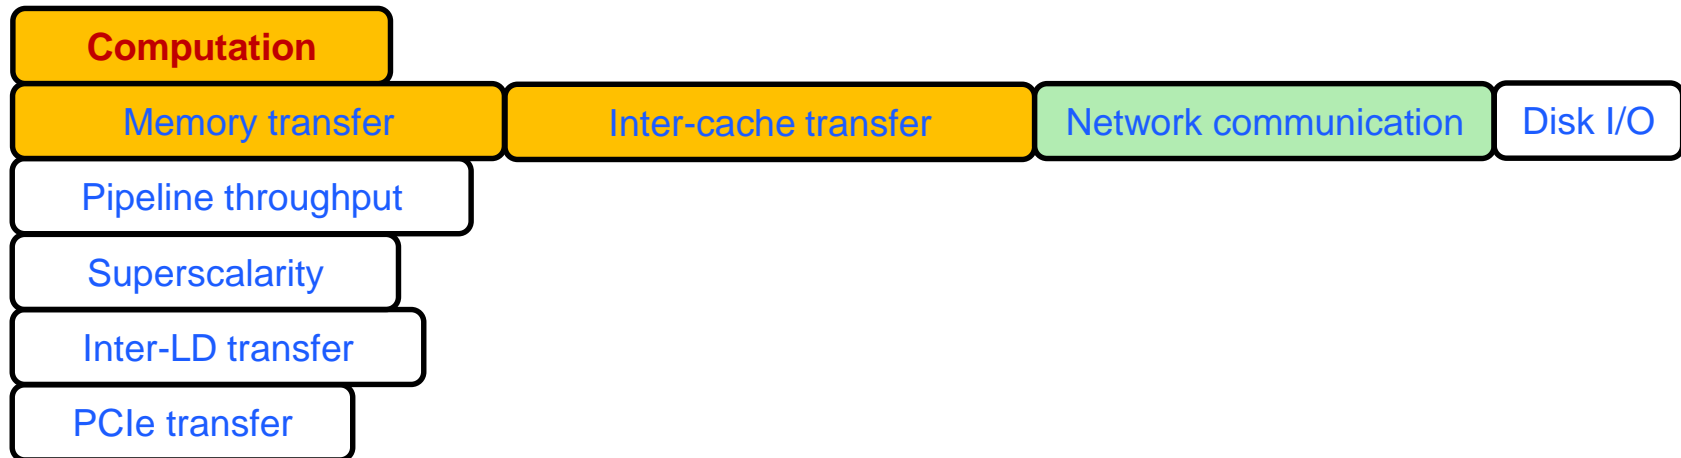 Computation
Memory transfer Inter-cache transfer Network communication Disk I/O
Pipeline throughput
Superscalarity
Inter-LD transfer
PCIe transfer